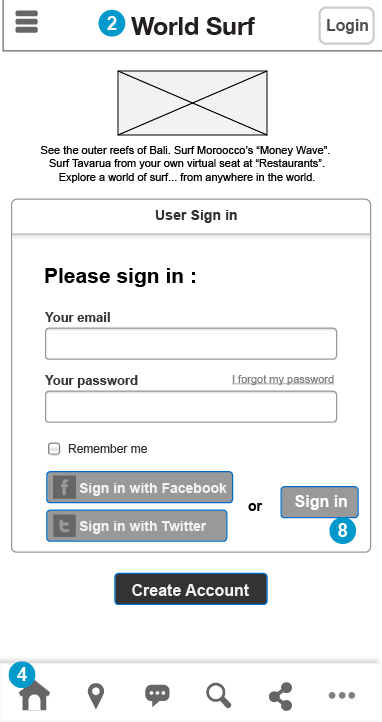 2 World Surf
Login
See the outer reefs of Bali. Surf Moroocco's “Money Wave”.
Surf Tavarua from your own virtual seat at “Restaurants”.
Explore a world of surf... from anywhere in the world.
User Sign in
Please sign in :
Your email
Your password
I forgot my password
Remember me
f Sign in with Facebook
t Sign in with Twitter
or
Sign in
8
Create Account
4